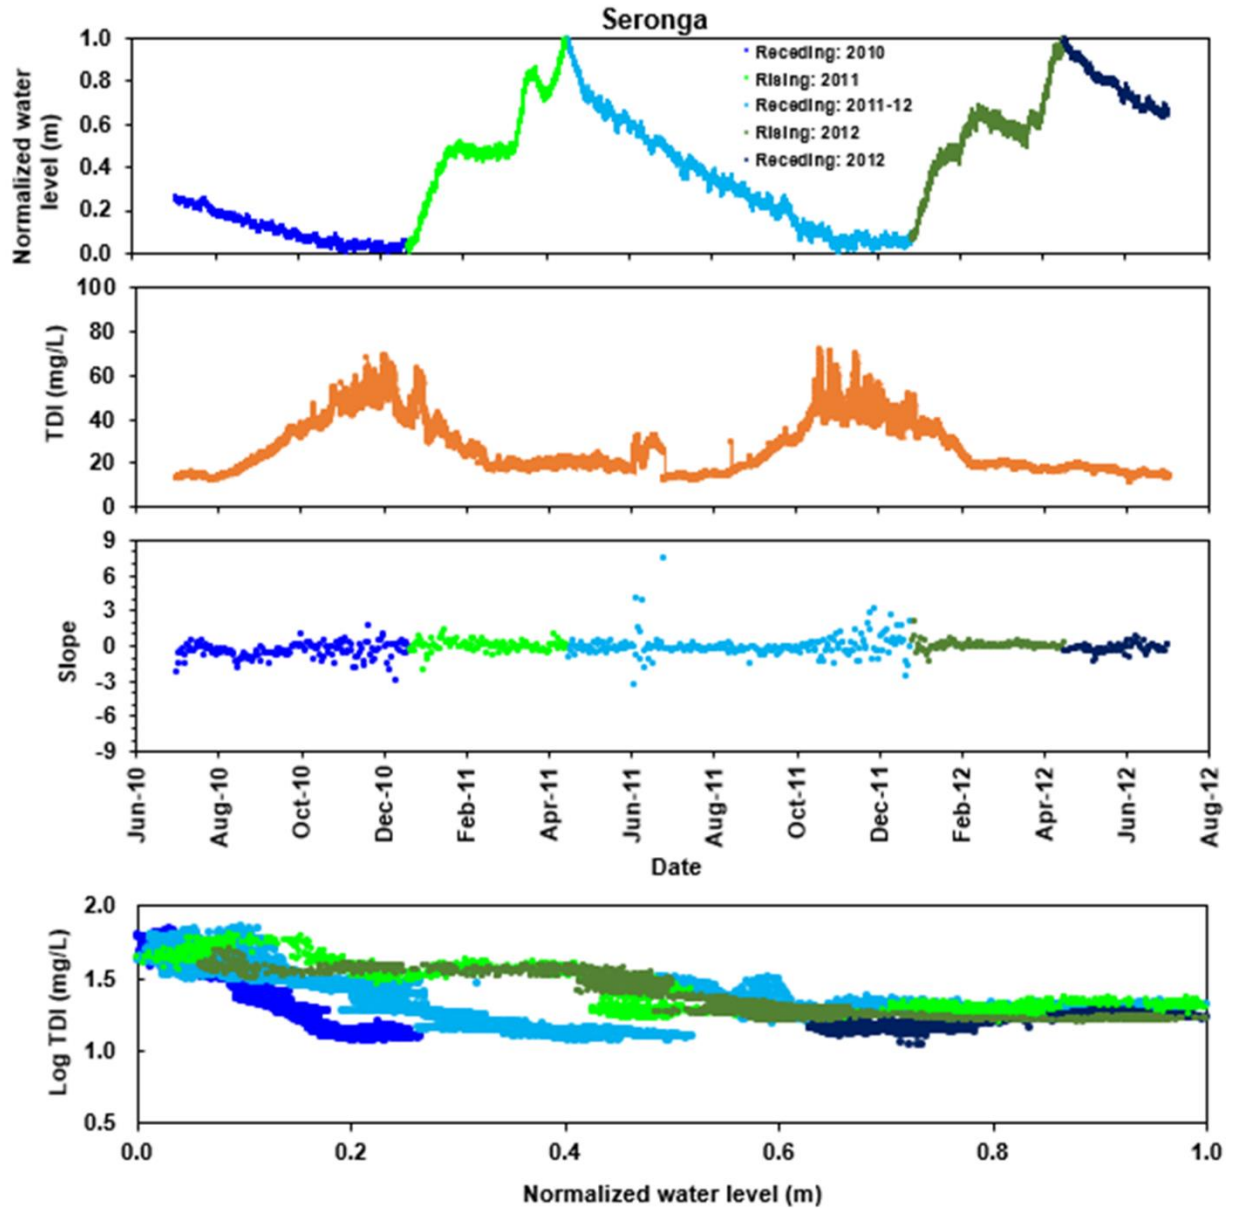 Seronga
Normalized water
level (m)
1.0
0.8
0.6
0.4
0.2
0.0
Receding: 2010
Rising: 2011
Receding: 2011-12
Rising: 2012
Receding: 2012
TDI (mg/L)
100
80
60
40
20
0
Slope
9
6
3
0
-3
-6
-9
Jun-10
Aug-10
Oct-10
Dec-10
Feb-11
Apr-11
Jun-11
Aug-11
Oct-11
Dec-11
Feb-12
Apr-12
Jun-12
Aug-12
Date
Log TDI (mg/L)
2.0
1.5
1.0
0.5
0.0
0.2
0.4
0.6
0.8
1.0
Normalized water level (m)